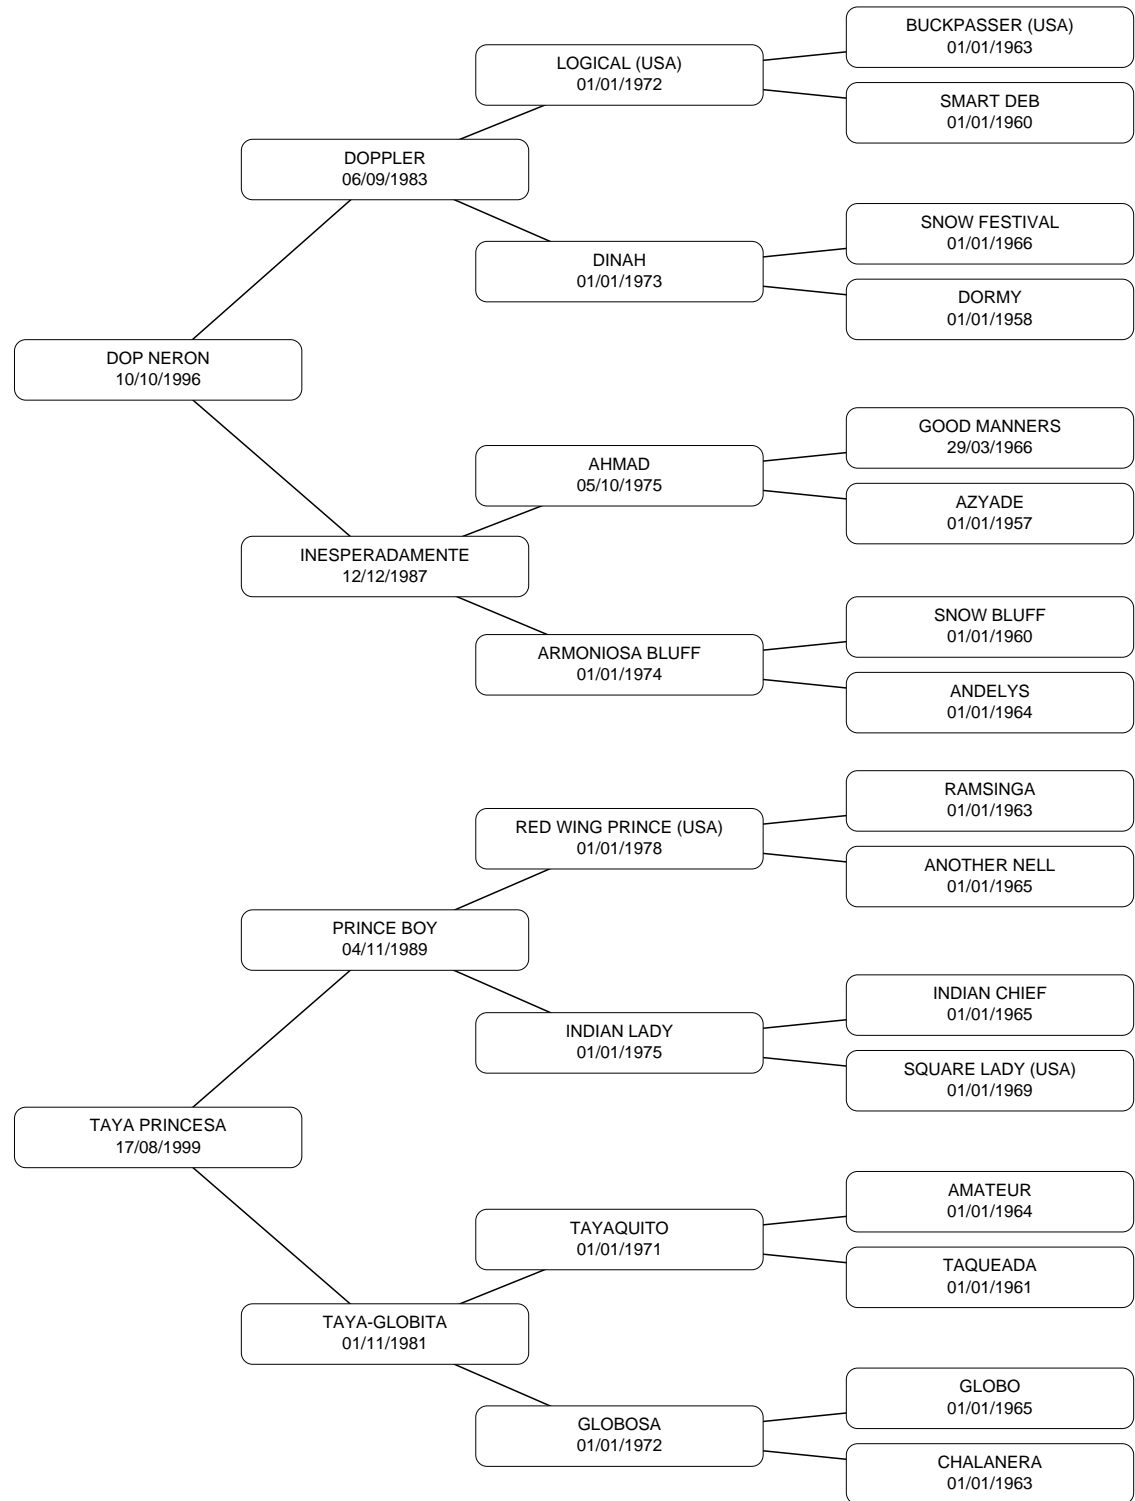 BUCKPASSER (USA)
01/01/1963
LOGICAL (USA)
01/01/1972
SMART DEB
01/01/1960
DOPPLER
06/09/1983
SNOW FESTIVAL
01/01/1966
DINAH
01/01/1973
DORMY
01/01/1958
DOP NERON
10/10/1996
GOOD MANNERS
29/03/1966
AHMAD
05/10/1975
AZYADE
01/01/1957
INESPERADAMENTE
12/12/1987
SNOW BLUFF
01/01/1960
ARMONIOSA BLUFF
01/01/1974
ANDELYS
01/01/1964
RAMSINGA
01/01/1963
RED WING PRINCE (USA)
01/01/1978
ANOTHER NELL
01/01/1965
PRINCE BOY
04/11/1989
INDIAN CHIEF
01/01/1965
INDIAN LADY
01/01/1975
SQUARE LADY (USA)
01/01/1969
TAYA PRINCESA
17/08/1999
AMATEUR
01/01/1964
TAYAQUITO
01/01/1971
TAQUEADA
01/01/1961
TAYA-GLOBITA
01/11/1981
GLOBO
01/01/1965
GLOBOSA
01/01/1972
CHALANERA
01/01/1963